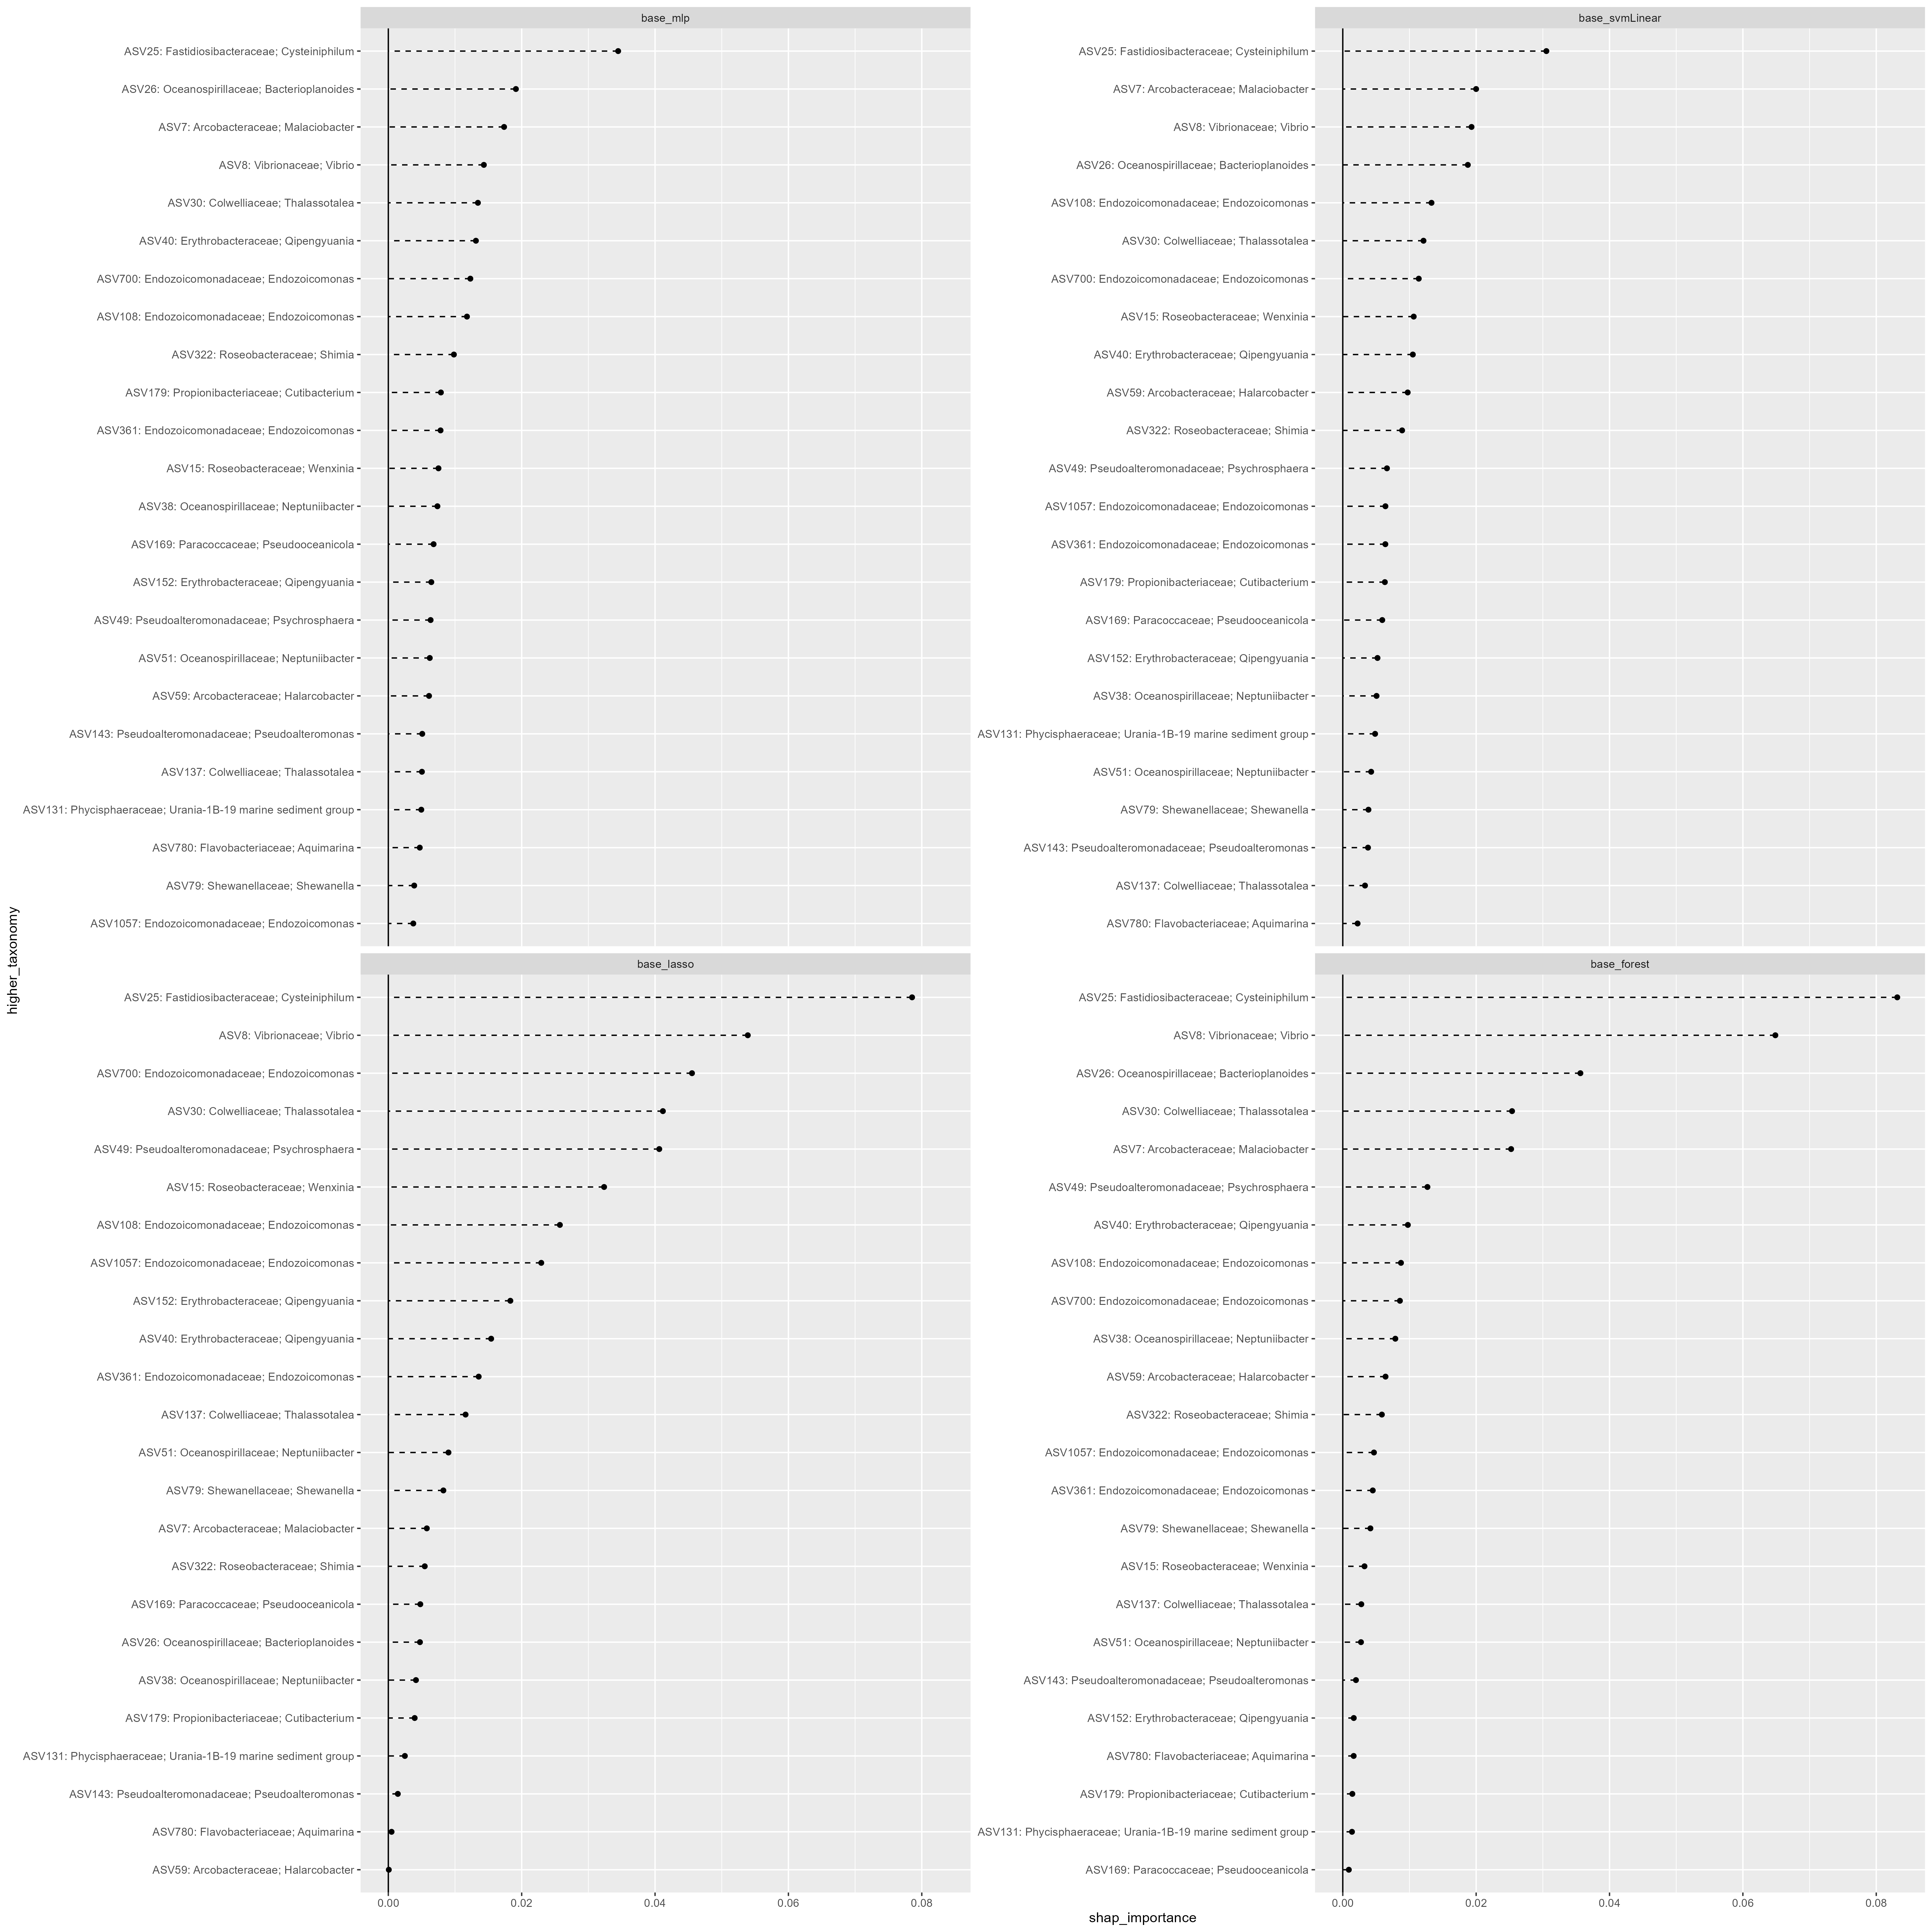 base_mlp
ASV25: Fastidiosibacteraceae; Cysteiniphilum
ASV26: Oceanospirillaceae; Bacterioplanoides
ASV7: Arcobacteraceae; Malaciobacter
ASV8: Vibrionaceae; Vibrio
ASV30: Colwelliaceae; Thalassotalea
ASV40: Erythrobacteraceae; Qipengyuania
ASV700: Endozoicomonadaceae; Endozoicomonas
ASV108: Endozoicomonadaceae; Endozoicomonas
ASV322: Roseobacteraceae; Shimia
ASV179: Propionibacteriaceae; Cutibacterium
ASV361: Endozoicomonadaceae; Endozoicomonas
ASV15: Roseobacteraceae; Wenxinia
ASV38: Oceanospirillaceae; Neptuniibacter
ASV169: Paracoccaceae; Pseudooceanicola
ASV152: Erythrobacteraceae; Qipengyuania
ASV49: Pseudoalteromonadaceae; Psychrosphaera
ASV51: Oceanospirillaceae; Neptuniibacter
ASV59: Arcobacteraceae; Halarcobacter
ASV143: Pseudoalteromonadaceae; Pseudoalteromonas
ASV137: Colwelliaceae; Thalassotalea
ASV131: Phycisphaeraceae; Urania-1B-19 marine sediment group
ASV780: Flavobacteriaceae; Aquimarina
ASV79: Shewanellaceae; Shewanella
ASV1057: Endozoicomonadaceae; Endozoicomonas
base_svmLinear
ASV25: Fastidiosibacteraceae; Cysteiniphilum
ASV7: Arcobacteraceae; Malaciobacter
ASV8: Vibrionaceae; Vibrio
ASV26: Oceanospirillaceae; Bacterioplanoides
ASV108: Endozoicomonadaceae; Endozoicomonas
ASV30: Colwelliaceae; Thalassotalea
ASV700: Endozoicomonadaceae; Endozoicomonas
ASV15: Roseobacteraceae; Wenxinia
ASV40: Erythrobacteraceae; Qipengyuania
ASV59: Arcobacteraceae; Halarcobacter
ASV322: Roseobacteraceae; Shimia
ASV49: Pseudoalteromonadaceae; Psychrosphaera
ASV1057: Endozoicomonadaceae; Endozoicomonas
ASV361: Endozoicomonadaceae; Endozoicomonas
ASV179: Propionibacteriaceae; Cutibacterium
ASV169: Paracoccaceae; Pseudooceanicola
ASV152: Erythrobacteraceae; Qipengyuania
ASV38: Oceanospirillaceae; Neptuniibacter
ASV131: Phycisphaeraceae; Urania-1B-19 marine sediment group
ASV51: Oceanospirillaceae; Neptuniibacter
ASV79: Shewanellaceae; Shewanella
ASV143: Pseudoalteromonadaceae; Pseudoalteromonas
ASV137: Colwelliaceae; Thalassotalea
ASV780: Flavobacteriaceae; Aquimarina
higher_taxonomy
base_lasso
ASV25: Fastidiosibacteraceae; Cysteiniphilum
ASV8: Vibrionaceae; Vibrio
ASV700: Endozoicomonadaceae; Endozoicomonas
ASV30: Colwelliaceae; Thalassotalea
ASV49: Pseudoalteromonadaceae; Psychrosphaera
ASV15: Roseobacteraceae; Wenxinia
ASV108: Endozoicomonadaceae; Endozoicomonas
ASV1057: Endozoicomonadaceae; Endozoicomonas
ASV152: Erythrobacteraceae; Qipengyuania
ASV40: Erythrobacteraceae; Qipengyuania
ASV361: Endozoicomonadaceae; Endozoicomonas
ASV137: Colwelliaceae; Thalassotalea
ASV51: Oceanospirillaceae; Neptuniibacter
ASV79: Shewanellaceae; Shewanella
ASV7: Arcobacteraceae; Malaciobacter
ASV322: Roseobacteraceae; Shimia
ASV169: Paracoccaceae; Pseudooceanicola
ASV26: Oceanospirillaceae; Bacterioplanoides
ASV38: Oceanospirillaceae; Neptuniibacter
ASV179: Propionibacteriaceae; Cutibacterium
ASV131: Phycisphaeraceae; Urania-1B-19 marine sediment group
ASV143: Pseudoalteromonadaceae; Pseudoalteromonas
ASV780: Flavobacteriaceae; Aquimarina
ASV59: Arcobacteraceae; Halarcobacter
0.00 0.02 0.04 0.06 0.08
base_forest
ASV25: Fastidiosibacteraceae; Cysteiniphilum
ASV8: Vibrionaceae; Vibrio
ASV26: Oceanospirillaceae; Bacterioplanoides
ASV30: Colwelliaceae; Thalassotalea
ASV7: Arcobacteraceae; Malaciobacter
ASV49: Pseudoalteromonadaceae; Psychrosphaera
ASV40: Erythrobacteraceae; Qipengyuania
ASV108: Endozoicomonadaceae; Endozoicomonas
ASV700: Endozoicomonadaceae; Endozoicomonas
ASV38: Oceanospirillaceae; Neptuniibacter
ASV59: Arcobacteraceae; Halarcobacter
ASV322: Roseobacteraceae; Shimia
ASV1057: Endozoicomonadaceae; Endozoicomonas
ASV361: Endozoicomonadaceae; Endozoicomonas
ASV79: Shewanellaceae; Shewanella
ASV15: Roseobacteraceae; Wenxinia
ASV137: Colwelliaceae; Thalassotalea
ASV51: Oceanospirillaceae; Neptuniibacter
ASV143: Pseudoalteromonadaceae; Pseudoalteromonas
ASV152: Erythrobacteraceae; Qipengyuania
ASV780: Flavobacteriaceae; Aquimarina
ASV179: Propionibacteriaceae; Cutibacterium
ASV131: Phycisphaeraceae; Urania-1B-19 marine sediment group
ASV169: Paracoccaceae; Pseudooceanicola
0.00 0.02 0.04 0.06 0.08
shap_importance